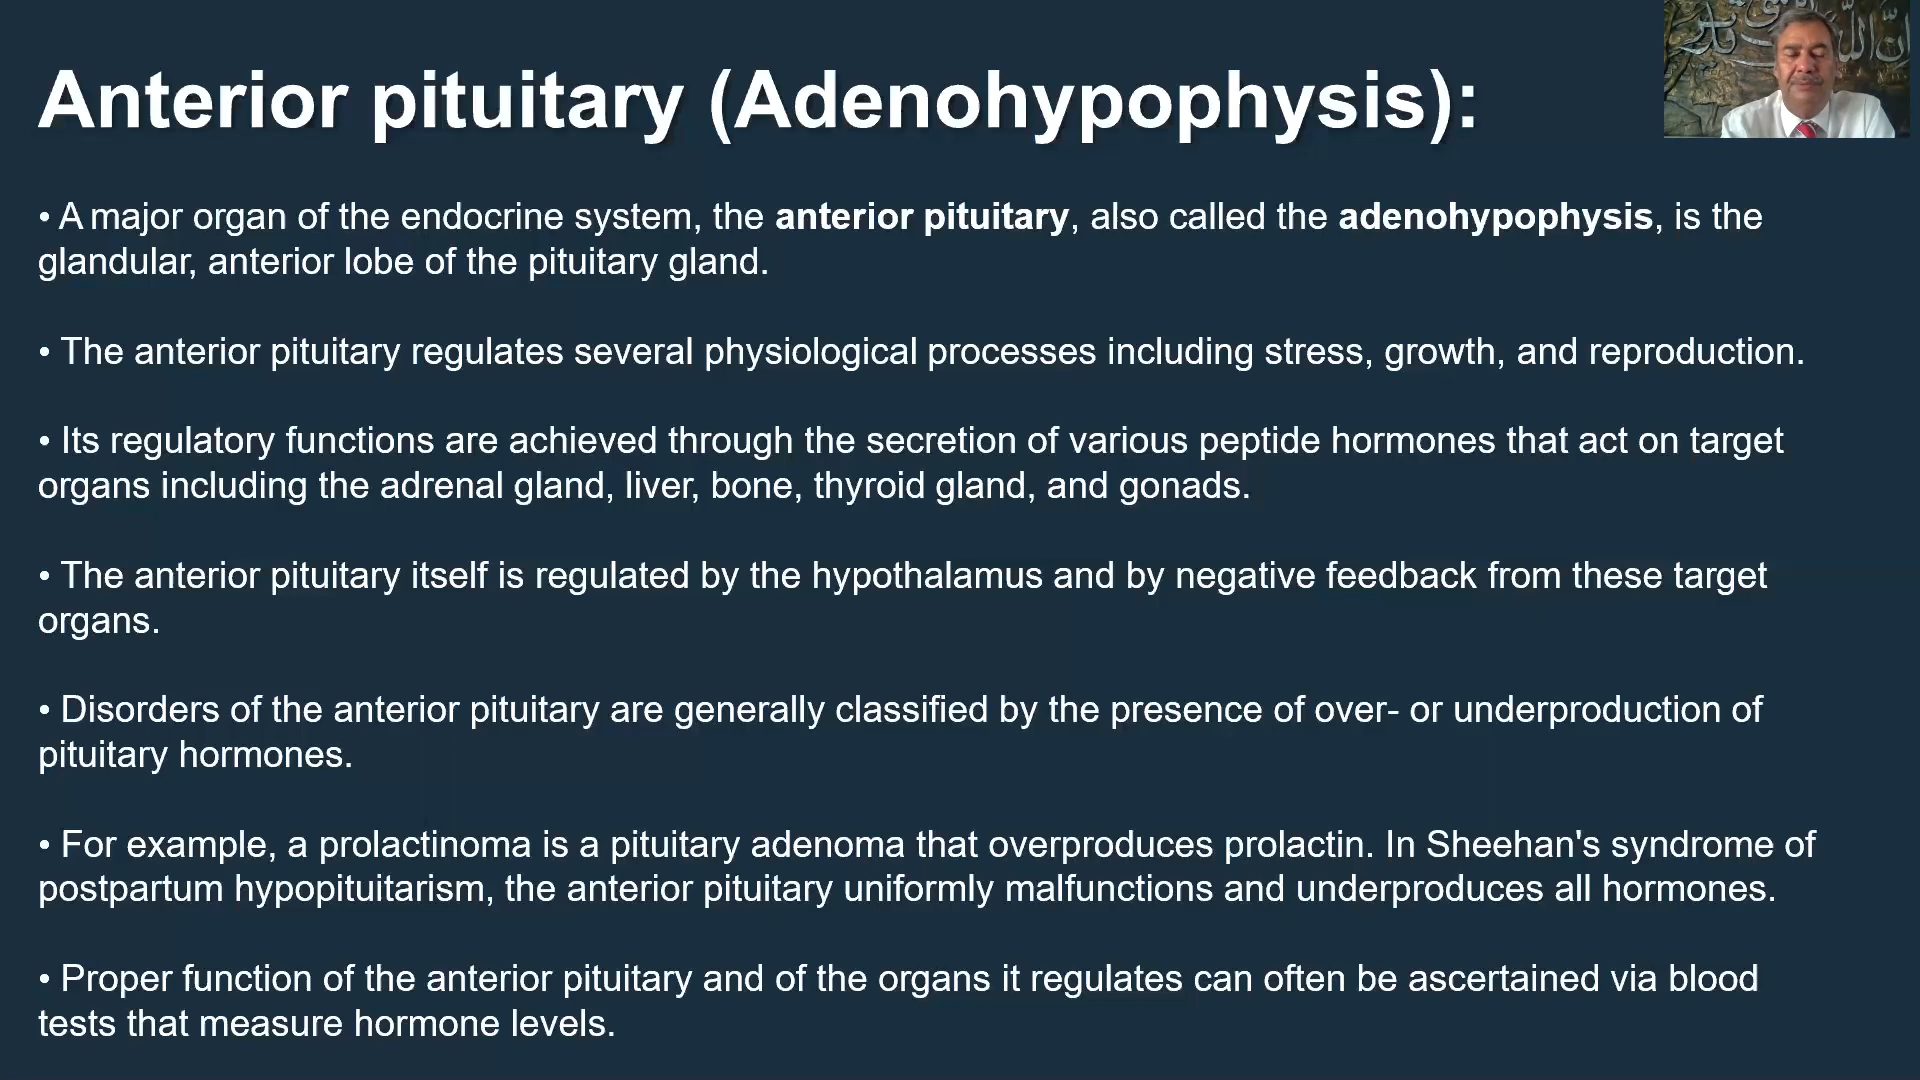 Anterior pituitary (Adenohypophysis):
• A major organ of the endocrine system, the anterior pituitary, also called the adenohypophysis, is the
glandular, anterior lobe of the pituitary gland.
• The anterior pituitary regulates several physiological processes including stress, growth, and reproduction.
• Its regulatory functions are achieved through the secretion of various peptide hormones that act on target
organs including the adrenal gland, liver, bone, thyroid gland, and gonads.
• The anterior pituitary itself is regulated by the hypothalamus and by negative feedback from these target
organs.
• Disorders of the anterior pituitary are generally classified by the presence of over- or underproduction of
pituitary hormones.
• For example, a prolactinoma is a pituitary adenoma that overproduces prolactin. In Sheehan's syndrome of
postpartum hypopituitarism, the anterior pituitary uniformly malfunctions and underproduces all hormones.
• Proper function of the anterior pituitary and of the organs it regulates can often be ascertained via blood
tests that measure hormone levels.